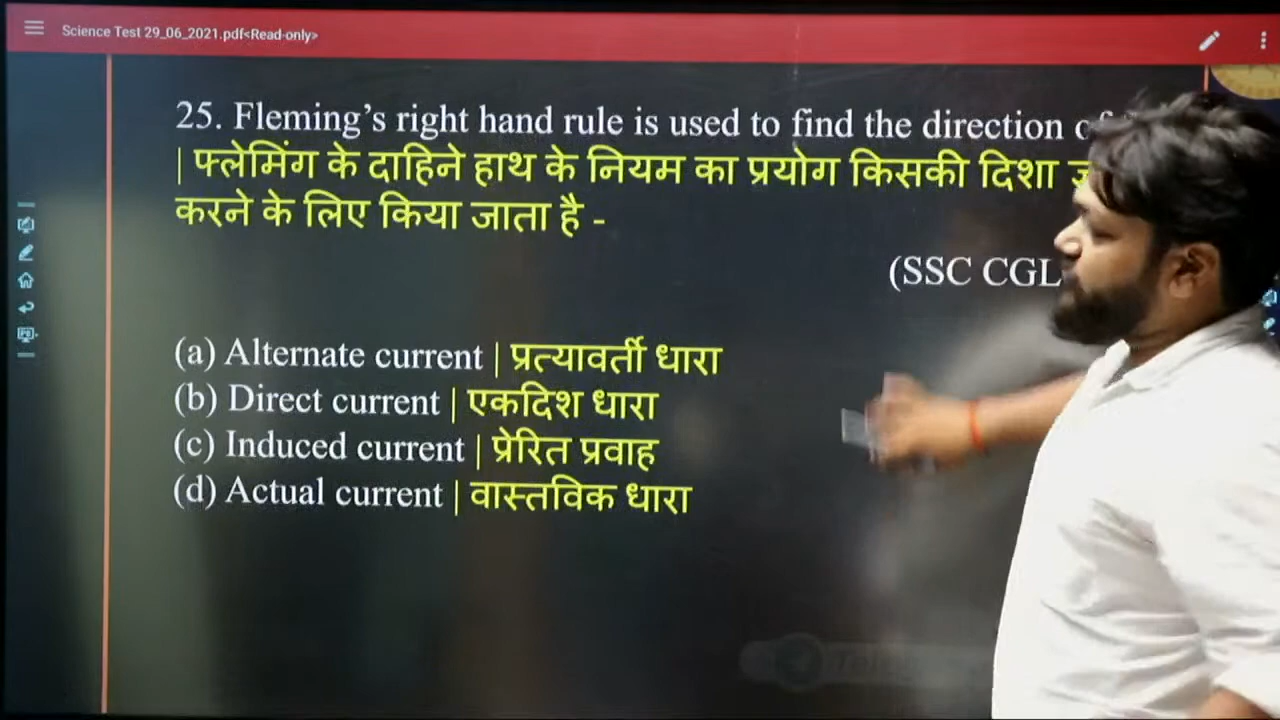 Science Test 29_06_2021.pdf<Read-only>
25. Fleming's right hand rule is used to find the direction
| फ्लेमिंग के दाहिने हाथ के नियम का प्रयोग किसकी दिशा
करने के लिए किया जाता है -
(SSC CGL
(a) Alternate current | प्रत्यावर्ती धारा
(b) Direct current | एकदिश धारा
(c) Induced current | प्रेरित प्रवाह
(d) Actual current | वास्तविक धारा